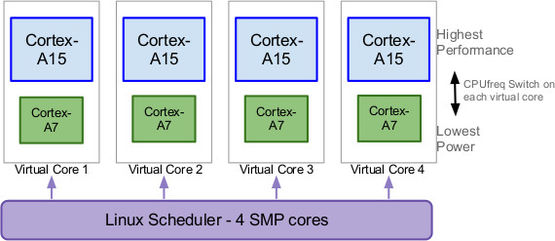 Cortex-
A15
Cortex-
A7
Virtual Core 1
Cortex-
A15
Cortex-
A7
Virtual Core 2
Cortex-
A15
Cortex-
A7
Virtual Core 3
Cortex-
A15
Cortex-
A7
Virtual Core 4
Highest
Performance
CPUfreq Switch on
each virtual core
Lowest
Power
Linux Scheduler - 4 SMP cores